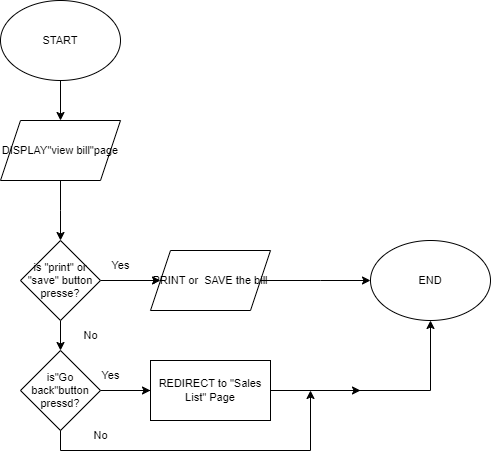 START
DISPLAY"view bill"page
is "print" or
"save" button
presse?
Yes
PRINT or SAVE the bill
END
No
is"Go
back"button
pressd?
Yes
REDIRECT to "Sales
List" Page
No